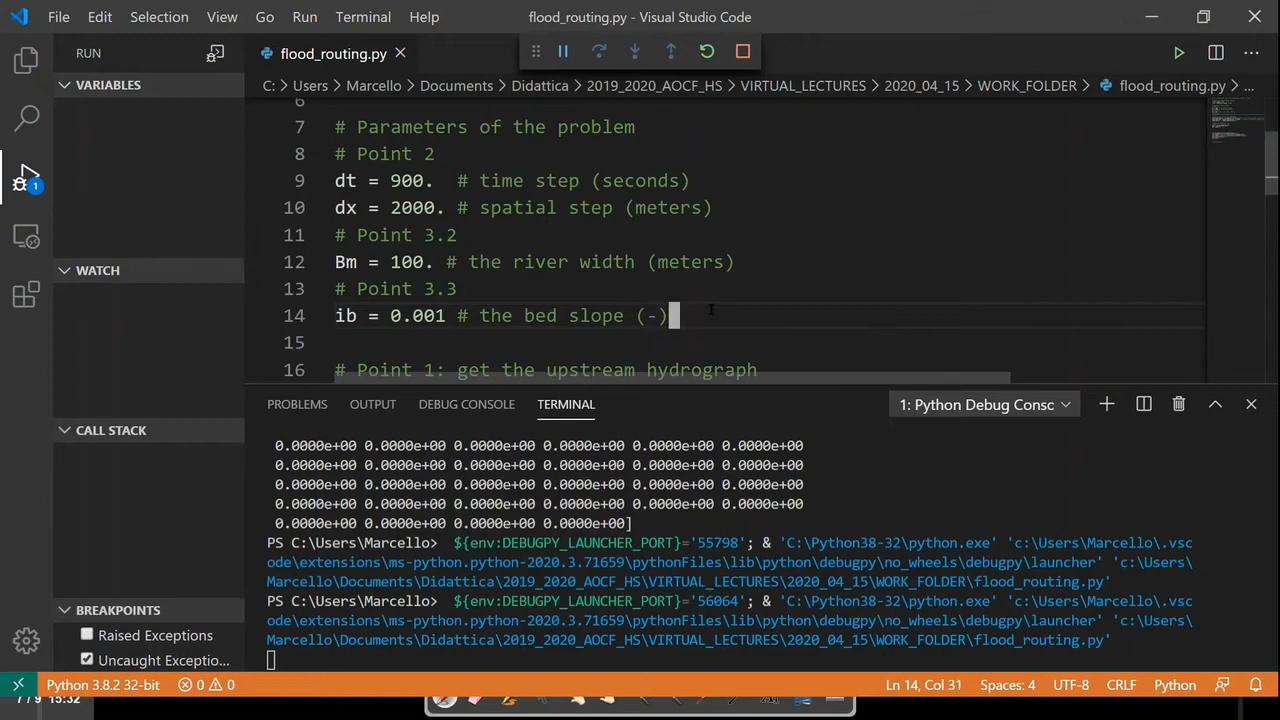 File Edit Selection View Go Run Terminal Help flood_routing.py - Visual Studio Code
RUN
flood_routing.py
C: > Users > Marcello > Documents > Didattica > 2019_2020_AOCF_HS > VIRTUAL_LECTURES > 2020_04_15 > WORK_FOLDER > flood_routing.py > ...
VARIABLES
WATCH
CALL STACK
BREAKPOINTS
Raised Exceptions
Uncaught Exceptio...
6
7 # Parameters of the problem
8 # Point 2
9 dt = 900.  # time step (seconds)
10 dx = 2000. # spatial step (meters)
11 # Point 3.2
12 Bm = 100. # the river width (meters)
13 # Point 3.3
14 ib = 0.001 # the bed slope (-)
15
16 # Point 1: get the upstream hydrograph
PROBLEMS OUTPUT DEBUG CONSOLE TERMINAL 1: Python Debug Consc
0.0000e+00 0.0000e+00 0.0000e+00 0.0000e+00 0.0000e+00 0.0000e+00
0.0000e+00 0.0000e+00 0.0000e+00 0.0000e+00 0.0000e+00 0.0000e+00
0.0000e+00 0.0000e+00 0.0000e+00 0.0000e+00 0.0000e+00 0.0000e+00
0.0000e+00 0.0000e+00 0.0000e+00 0.0000e+00 0.0000e+00 0.0000e+00
0.0000e+00 0.0000e+00 0.0000e+00 0.0000e+00]
PS C:\Users\Marcello>  ${env:DEBUGPY_LAUNCHER_PORT}='55798'; & 'C:\Python38-32\python.exe' 'c:\Users\Marcello\.vsc
ode\extensions\ms-python.python-2020.3.71659\pythonFiles\lib\python\debugpy\no_wheels\debugpy\launcher' 'c:\Users\
Marcello\Documents\Didattica\2019_2020_AOCF_HS\VIRTUAL_LECTURES\2020_04_15\WORK_FOLDER\flood_routing.py'
PS C:\Users\Marcello>  ${env:DEBUGPY_LAUNCHER_PORT}='56064'; & 'C:\Python38-32\python.exe' 'c:\Users\Marcello\.vsc
ode\extensions\ms-python.python-2020.3.71659\pythonFiles\lib\python\debugpy\no_wheels\debugpy\launcher' 'c:\Users\
Marcello\Documents\Didattica\2019_2020_AOCF_HS\VIRTUAL_LECTURES\2020_04_15\WORK_FOLDER\flood_routing.py'
1
Python 3.8.2 32-bit 0 0 Ln 14, Col 31 Spaces: 4 UTF-8 CRLF Python
7 / 9 15:32